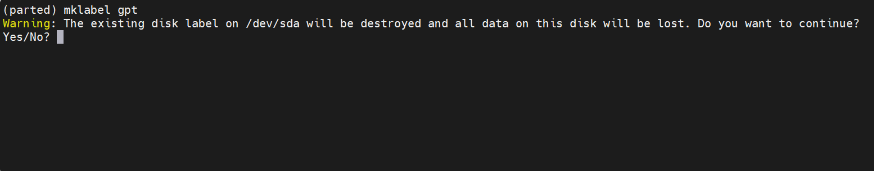 (parted) mklabel gpt
Warning: The existing disk label on /dev/sda will be destroyed and all data on this disk will be lost. Do you want to continue?
Yes/No?